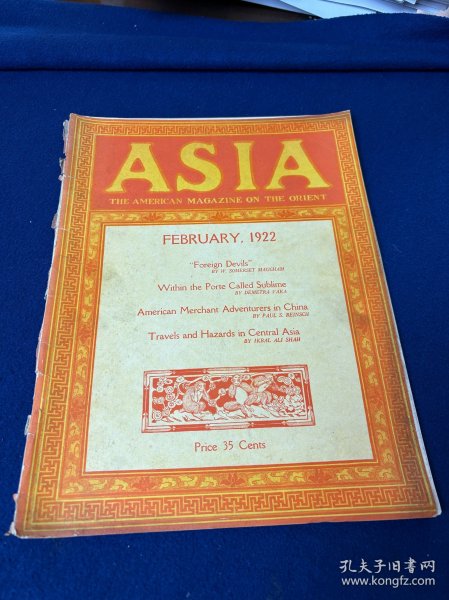 ASIA
THE AMERICAN MAGAZINE ON THE ORIENT
FEBRUARY, 1922
"Foreign Devils"
BY W. SOMERSET MAUGHAM
Within the Porte Called Sublime
BY DEMETRA VAKA
American Merchant Adventurers in China
BY PAUL S. REINSCH
Travels and Hazards in Central Asia
BY IKBAL ALI SHAH
Price 35 Cents
孔夫子旧书网
www.kongfz.com